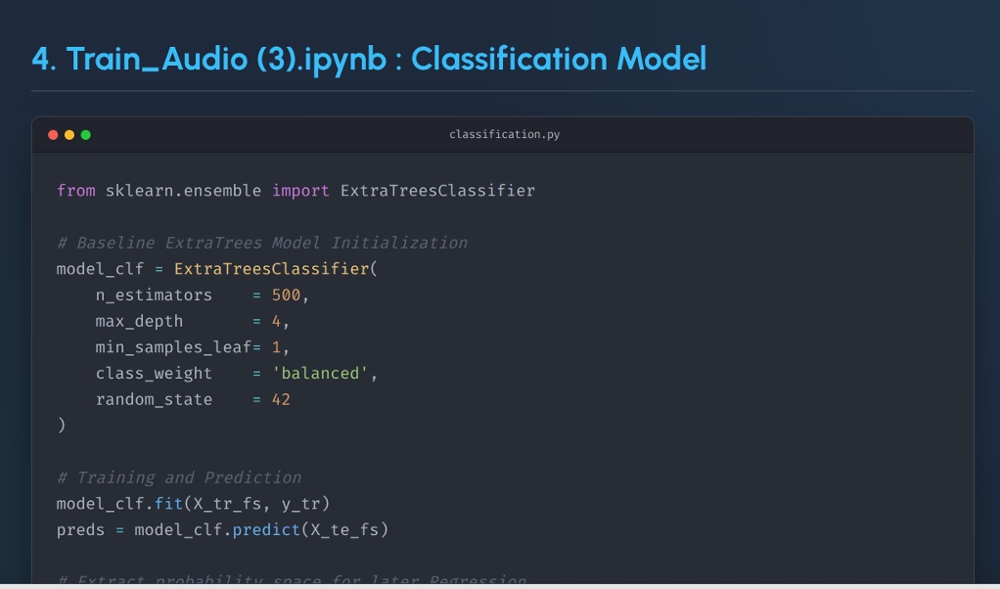 4. Train_Audio (3).ipynb : Classification Model
classification.py
from sklearn.ensemble import ExtraTreesClassifier
# Baseline ExtraTrees Model Initialization
model_clf = ExtraTreesClassifier(
    n_estimators    = 500,
    max_depth       = 4,
    min_samples_leaf= 1,
    class_weight    = 'balanced',
    random_state    = 42
)
# Training and Prediction
model_clf.fit(X_tr_fs, y_tr)
preds = model_clf.predict(X_te_fs)
# Extract probability space for later Regression